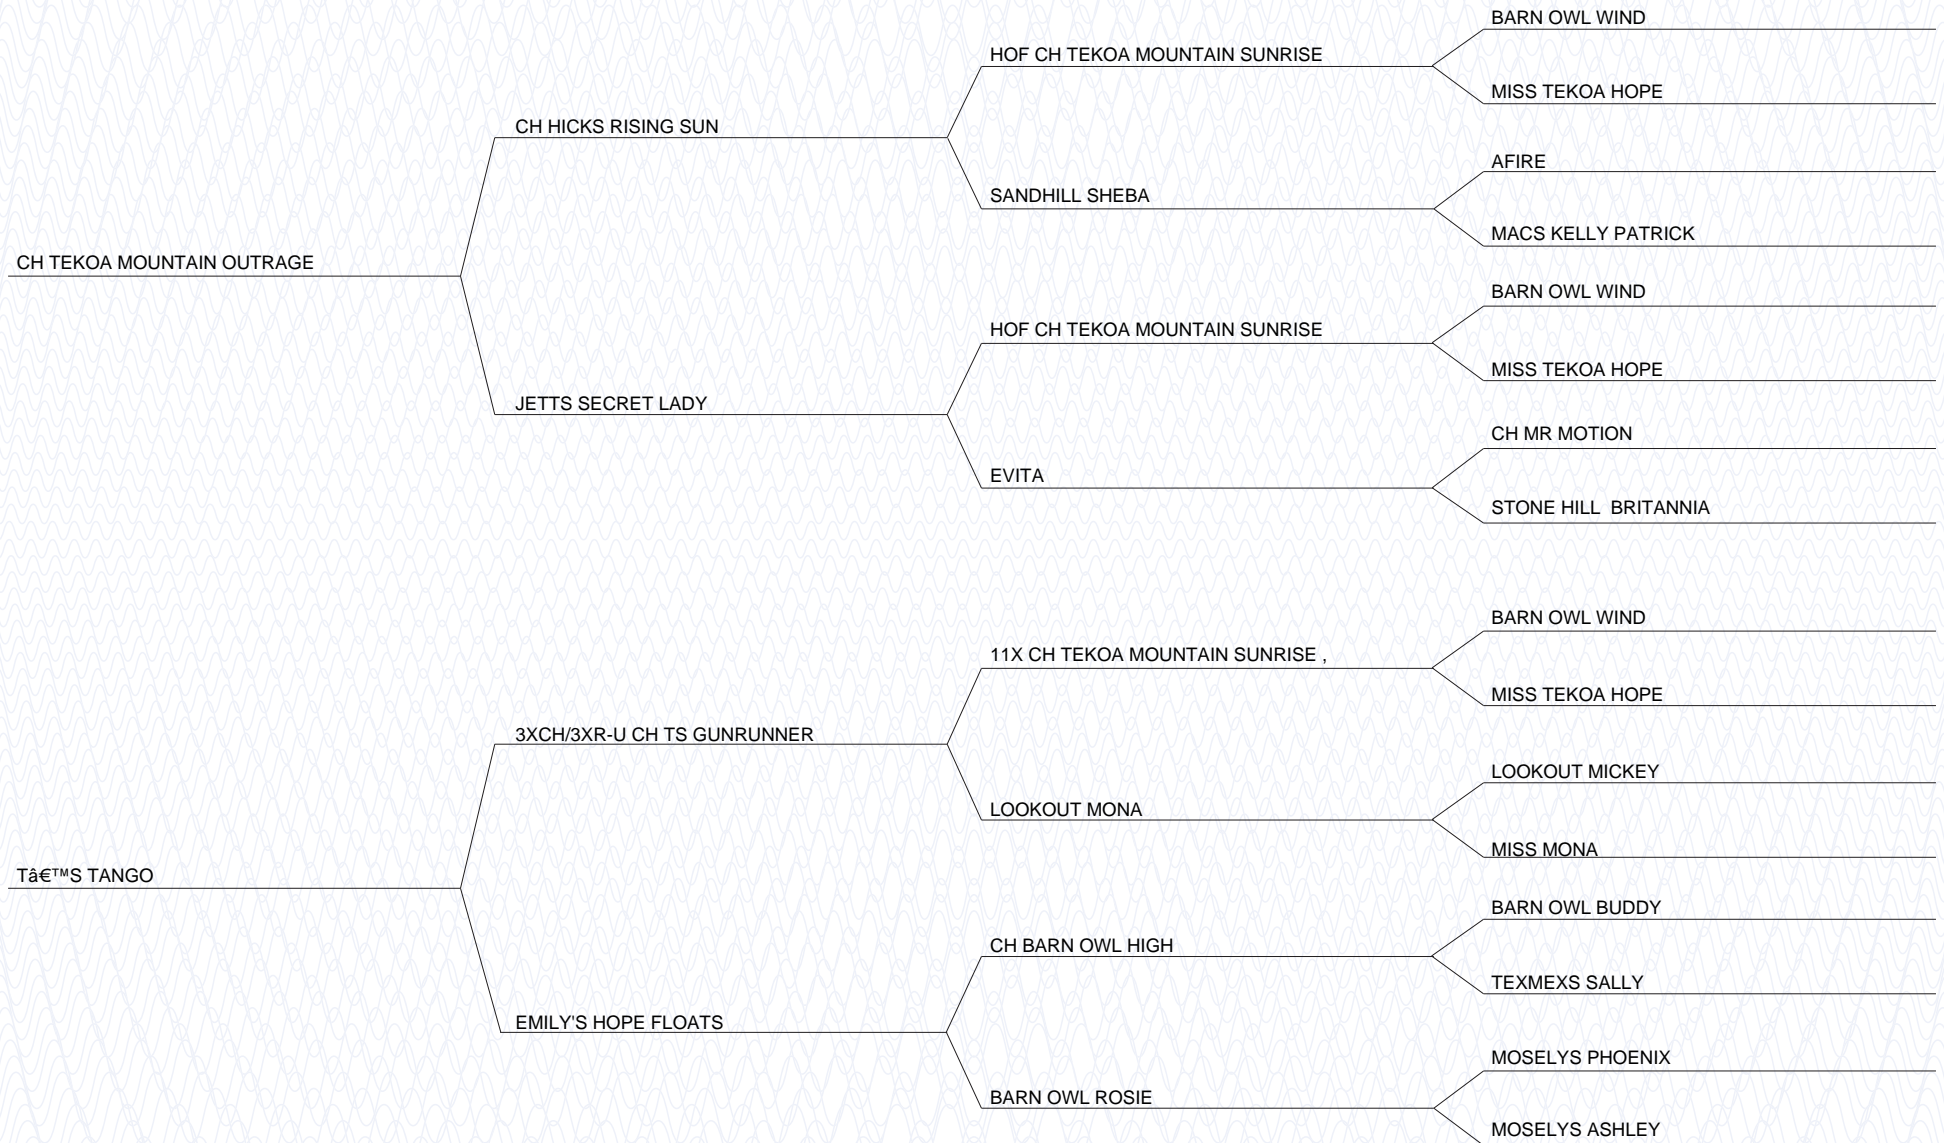 BARN OWL WIND
HOF CH TEKOA MOUNTAIN SUNRISE
MISS TEKOA HOPE
CH HICKS RISING SUN
AFIRE
SANDHILL SHEBA
MACS KELLY PATRICK
CH TEKOA MOUNTAIN OUTRAGE
BARN OWL WIND
HOF CH TEKOA MOUNTAIN SUNRISE
MISS TEKOA HOPE
JETTS SECRET LADY
CH MR MOTION
EVITA
STONE HILL  BRITANNIA
BARN OWL WIND
11X CH TEKOA MOUNTAIN SUNRISE ,
MISS TEKOA HOPE
3XCH/3XR-U CH TS GUNRUNNER
LOOKOUT MICKEY
LOOKOUT MONA
MISS MONA
Tâ€™S TANGO
BARN OWL BUDDY
CH BARN OWL HIGH
TEXMEXS SALLY
EMILY'S HOPE FLOATS
MOSELYS PHOENIX
BARN OWL ROSIE
MOSELYS ASHLEY